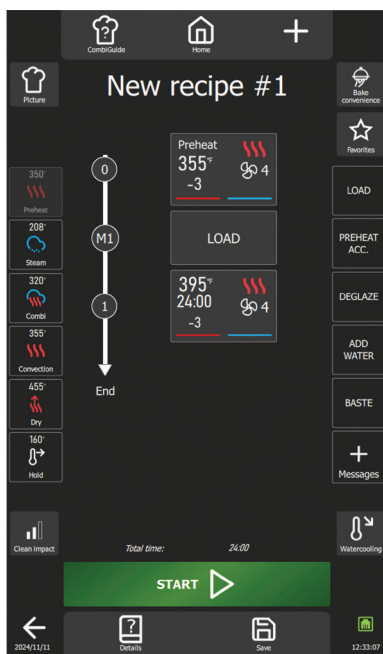 ?
CombiGuide
Home
Picture
New recipe #1
Bake
convenience
Favorites
350°
Preheat
208°
Steam
320°
Combi
355°
Convection
455°
Dry
160°
Hold
0
M1
1
End
Preheat
355°F
4
-3
LOAD
395°F
24:00
4
-3
LOAD
PREHEAT
ACC.
DEGLAZE
ADD
WATER
BASTE
Messages
Clean impact
Total time: 24:00
Watercooling
START
2024/11/11
?
Details
Save
12:33:07